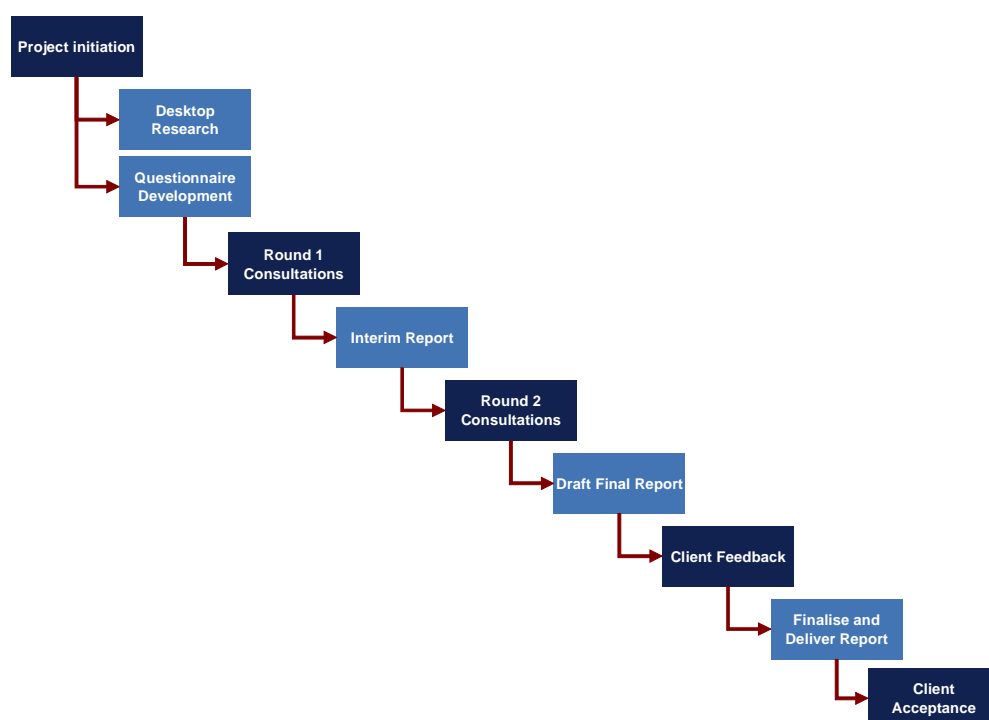 Project initiation
Desktop
Research
Questionnaire
Development
Round 1
Consultations
Interim Report
Round 2
Consultations
Draft Final Report
Client Feedback
Finalise and
Deliver Report
Client
Acceptance